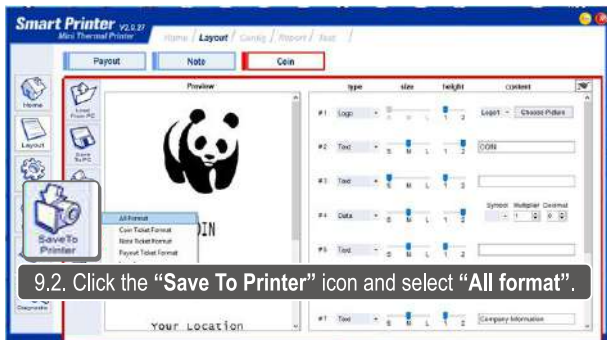 Smart Printer V2.0.27
Mini Thermal Printer
Home / Layout / Config / Report / Test /
Payout Note Coin
Home
Layout
Load From PC
Save To PC
Preview
type size height content
#1 Logo S M L 1 2 Logo1 Choose Picture
#2 Text S M L 1 2 COIN
#3 Text S M L 1 2
Symbol Multiplier Decimal
#4 Data S M L 1 2 1 0
#5 Text S M L 1 2
All Format
Coin Ticket Format
Note Ticket Format
Payout Ticket Format
OIN
Save To Printer
9.2. Click the “Save To Printer” icon and select “All format”.
Diagnostic
Your Location
#7 Text S M L 1 2 Company Information